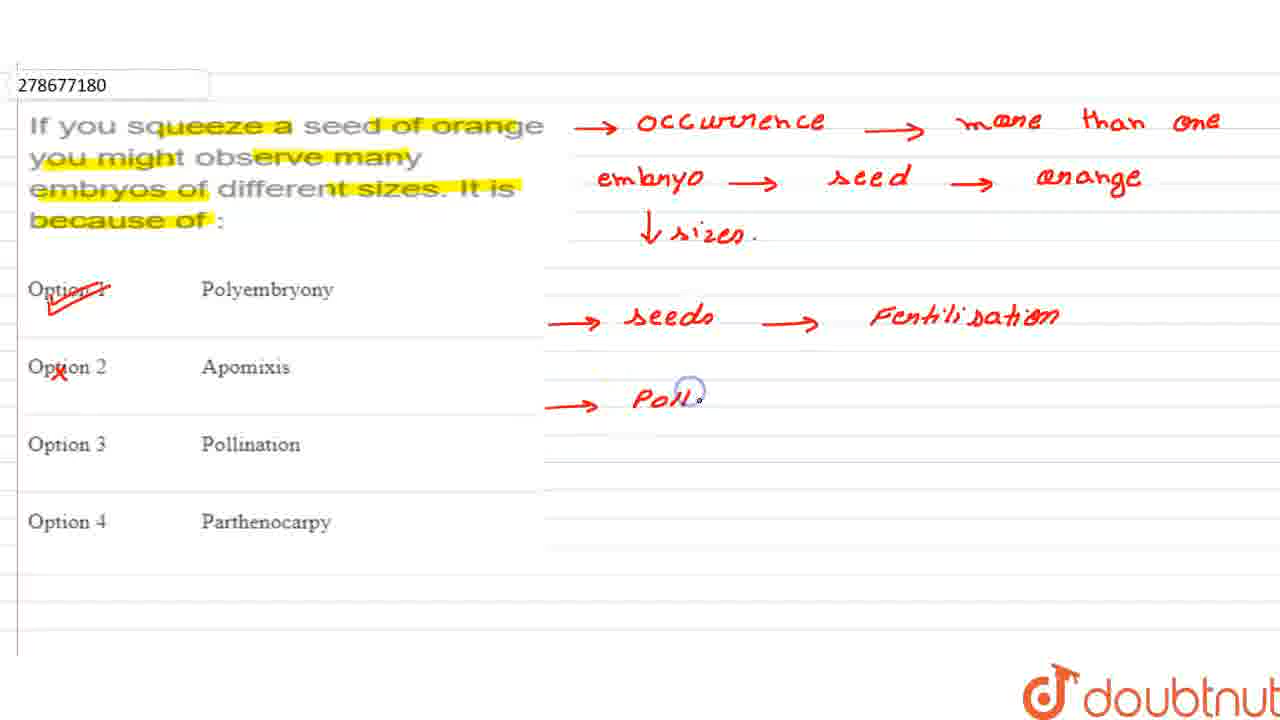 278677180
If you squeeze a seed of orange
you might observe many
embryos of different sizes. It is
because of :
→ occurrence → more than one
embryo → seed → orange
↓ sizes.
Option 1 Polyembryony
→ seeds → Fertilisation
Option 2 Apomixis
→ Poll
Option 3 Pollination
Option 4 Parthenocarpy
doubtnut